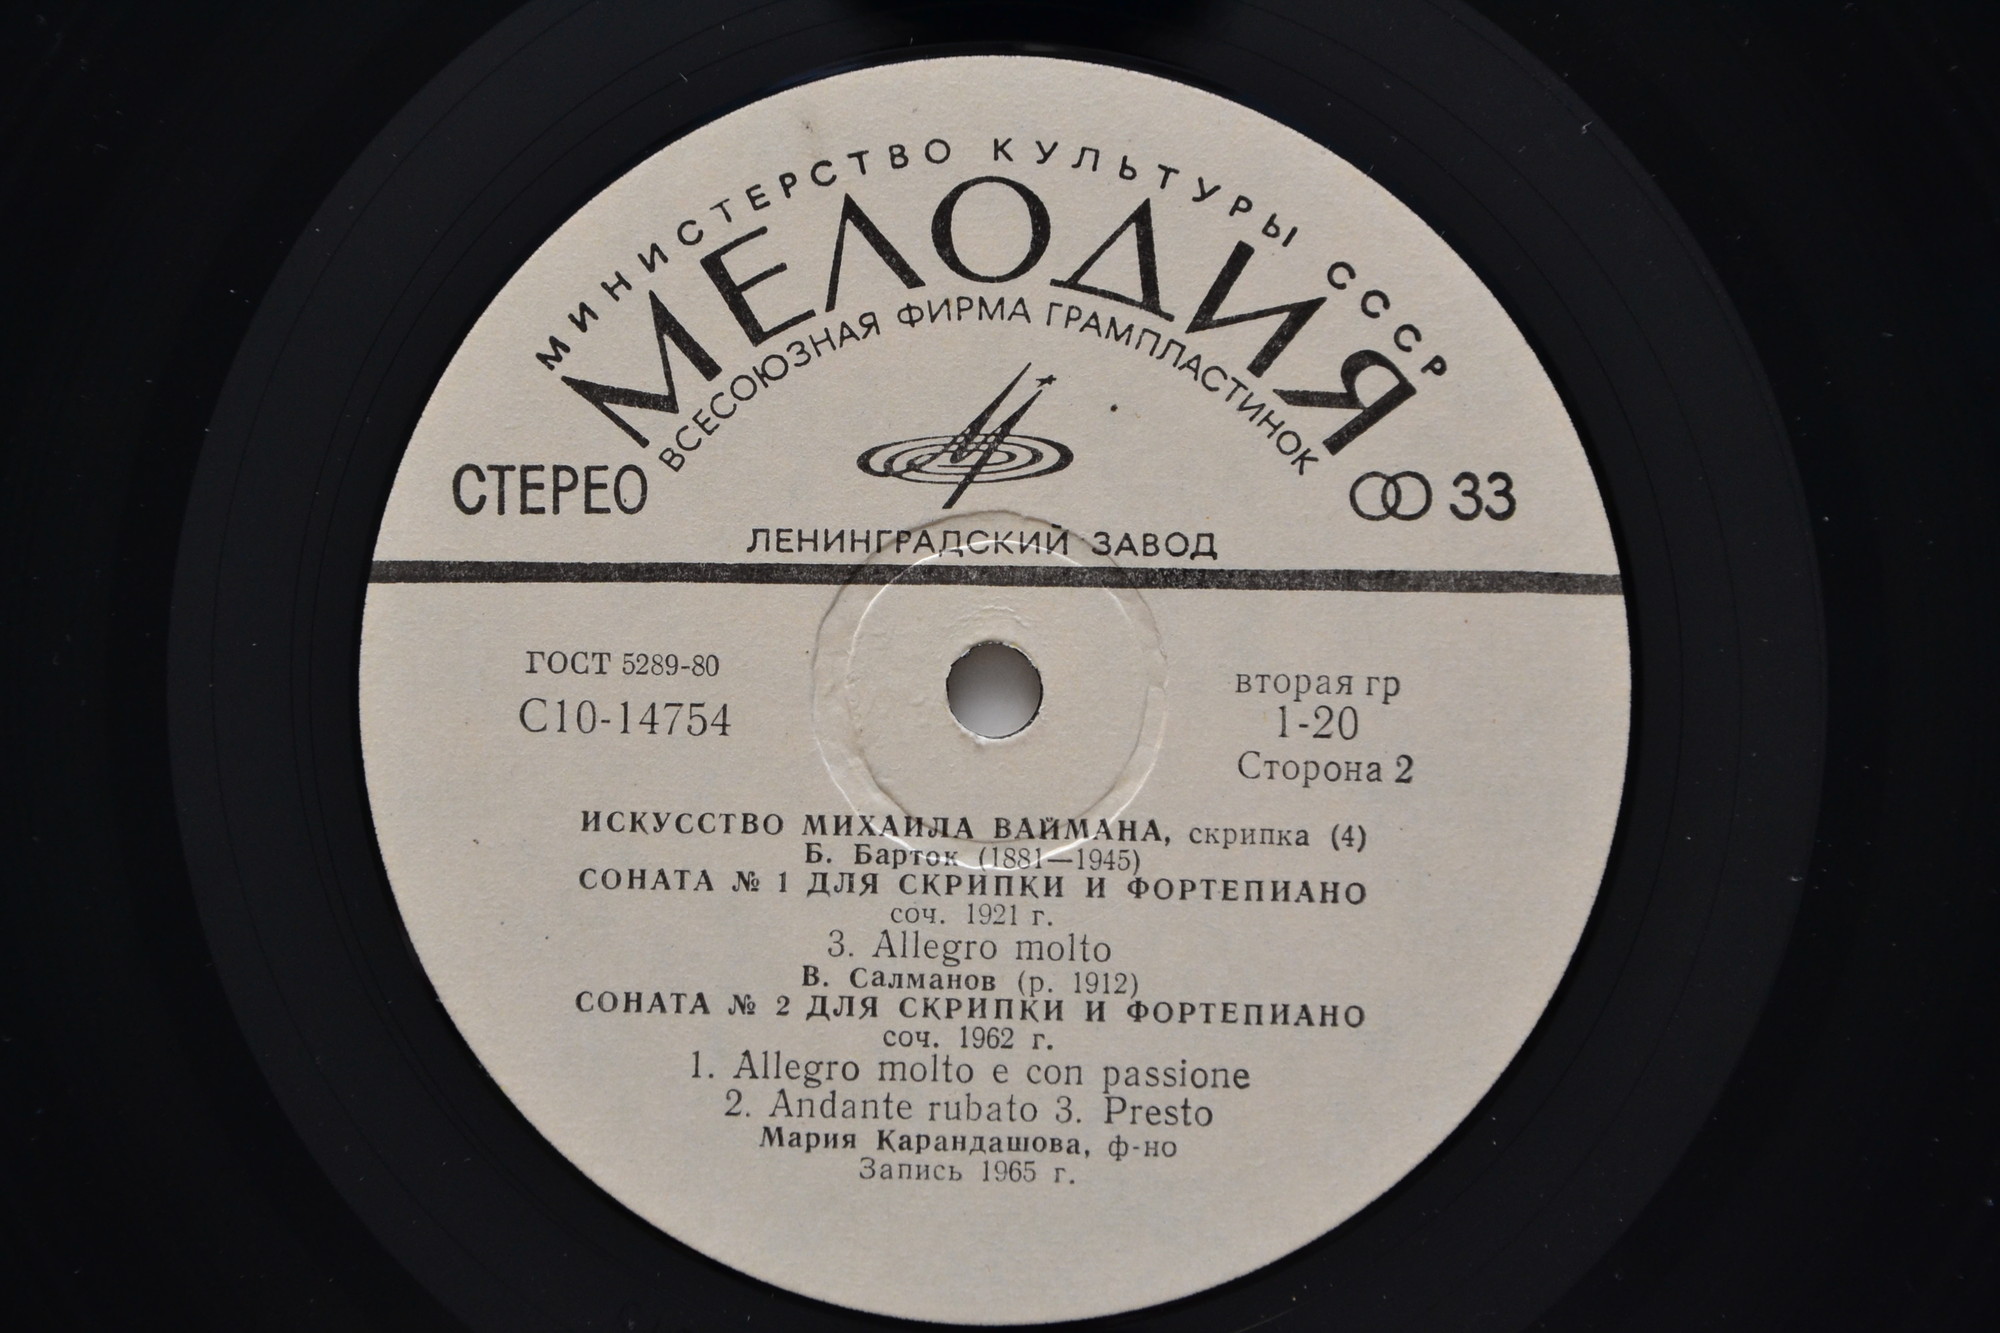 МИНИСТЕРСТВО КУЛЬТУРЫ СССР
МЕЛОДИЯ
ВСЕСОЮЗНАЯ ФИРМА ГРАМПЛАСТИНОК
СТЕРЕО
33
ЛЕНИНГРАДСКИЙ ЗАВОД
ГОСТ 5289-80
С10-14754
вторая гр
1-20
Сторона 2
ИСКУССТВО МИХАИЛА ВАЙМАНА, скрипка (4)
Б. Барток (1881—1945)
СОНАТА № 1 ДЛЯ СКРИПКИ И ФОРТЕПИАНО
соч. 1921 г.
3. Allegro molto
В. Салманов (р. 1912)
СОНАТА № 2 ДЛЯ СКРИПКИ И ФОРТЕПИАНО
соч. 1962 г.
1. Allegro molto e con passione
2. Andante rubato 3. Presto
Мария Карандашова, ф-но
Запись 1965 г.